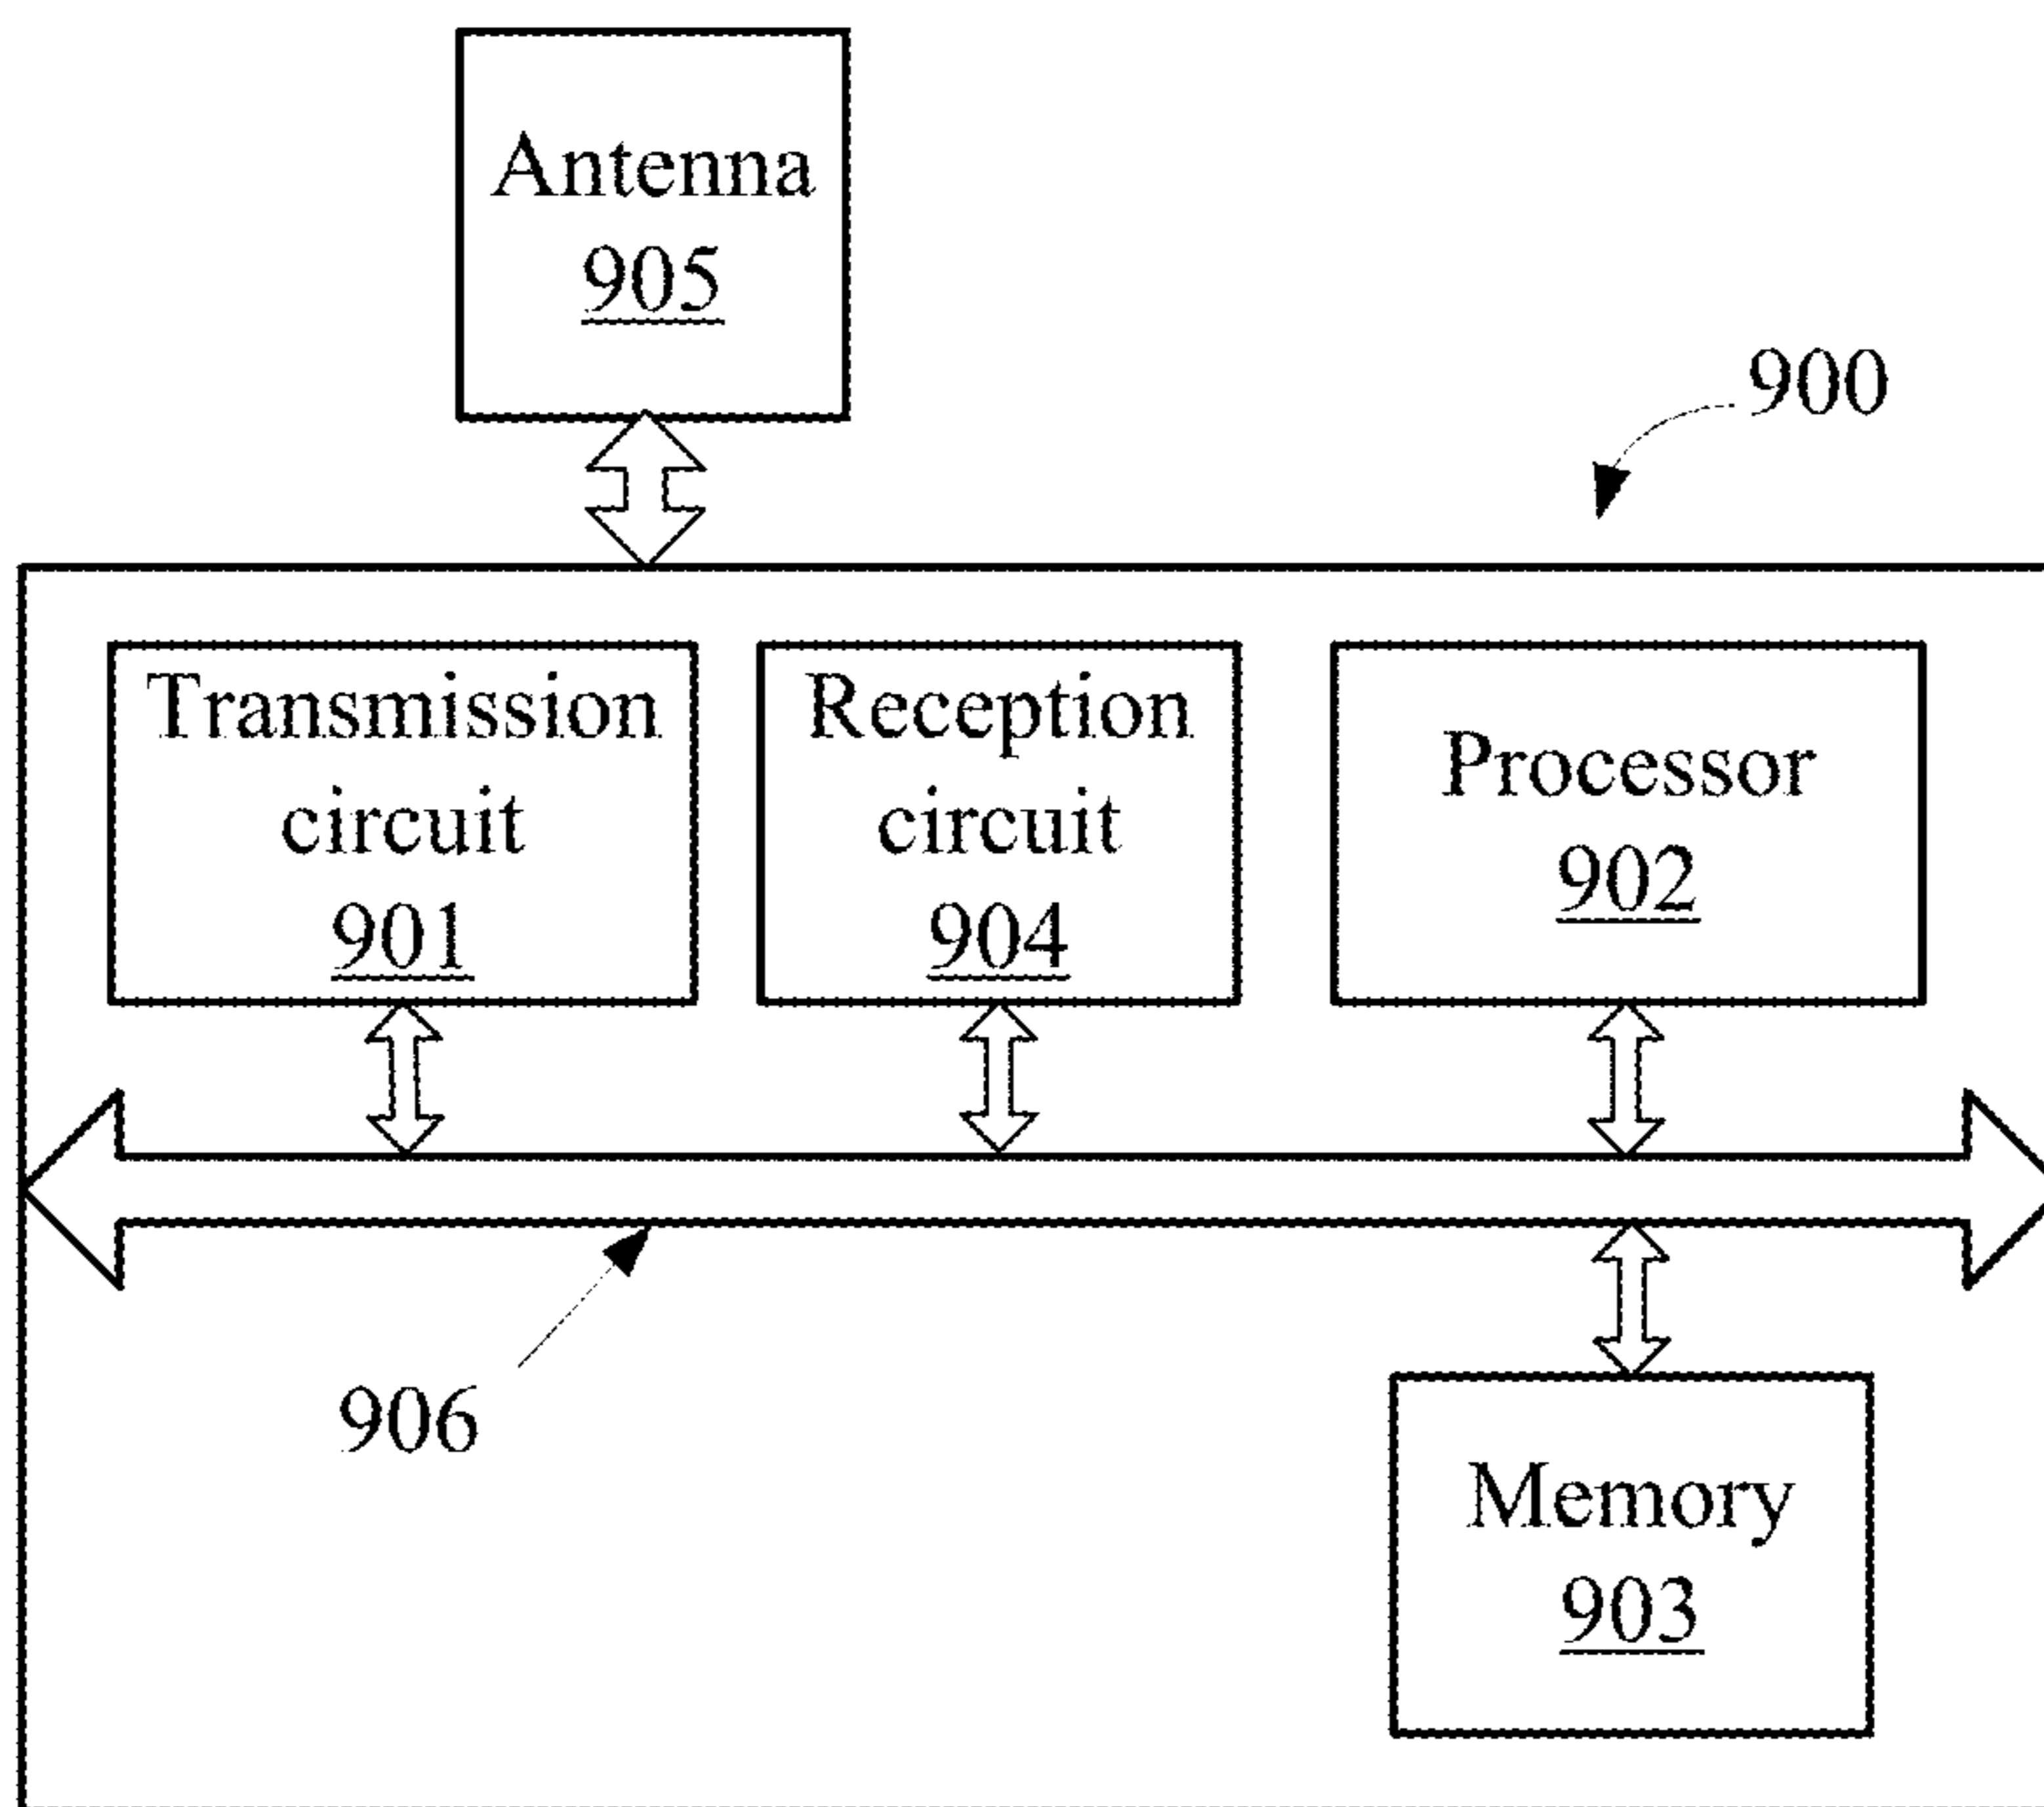 Antenna
905
900
Transmission
circuit
901
Reception
circuit
904
Processor
902
906
Memory
903